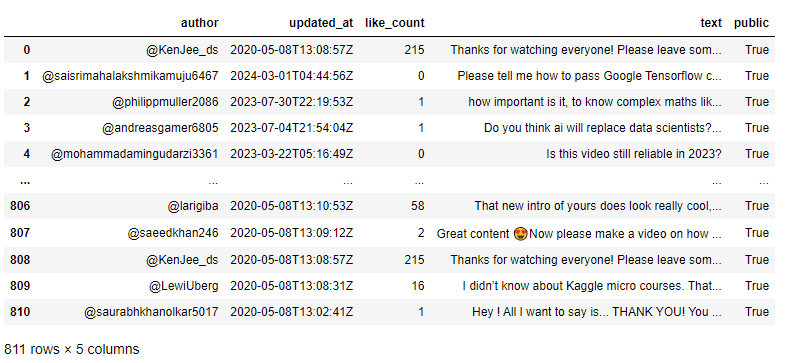 author updated_at like_count text public
0 @KenJee_ds 2020-05-08T13:08:57Z 215 Thanks for watching everyone! Please leave som... True
1 @saisrimahalakshmikamuju6467 2024-03-01T04:44:56Z 0 Please tell me how to pass Google Tensorflow c... True
2 @philippmuller2086 2023-07-30T22:19:53Z 1 how important is it, to know complex maths lik... True
3 @andreasgamer6805 2023-07-04T21:54:04Z 1 Do you think ai will replace data scientists?... True
4 @mohammadamingudarzi3361 2023-03-22T05:16:49Z 0 Is this video still reliable in 2023? True
... ... ... ... ... ...
806 @larigiba 2020-05-08T13:10:53Z 58 That new intro of yours does look really cool,... True
807 @saeedkhan246 2020-05-08T13:09:12Z 2 Great content 😍Now please make a video on how ... True
808 @KenJee_ds 2020-05-08T13:08:57Z 215 Thanks for watching everyone! Please leave som... True
809 @LewiUberg 2020-05-08T13:08:31Z 16 I didn’t know about Kaggle micro courses. That... True
810 @saurabhkhanolkar5017 2020-05-08T13:02:41Z 1 Hey ! All I want to say is... THANK YOU! You ... True
811 rows × 5 columns